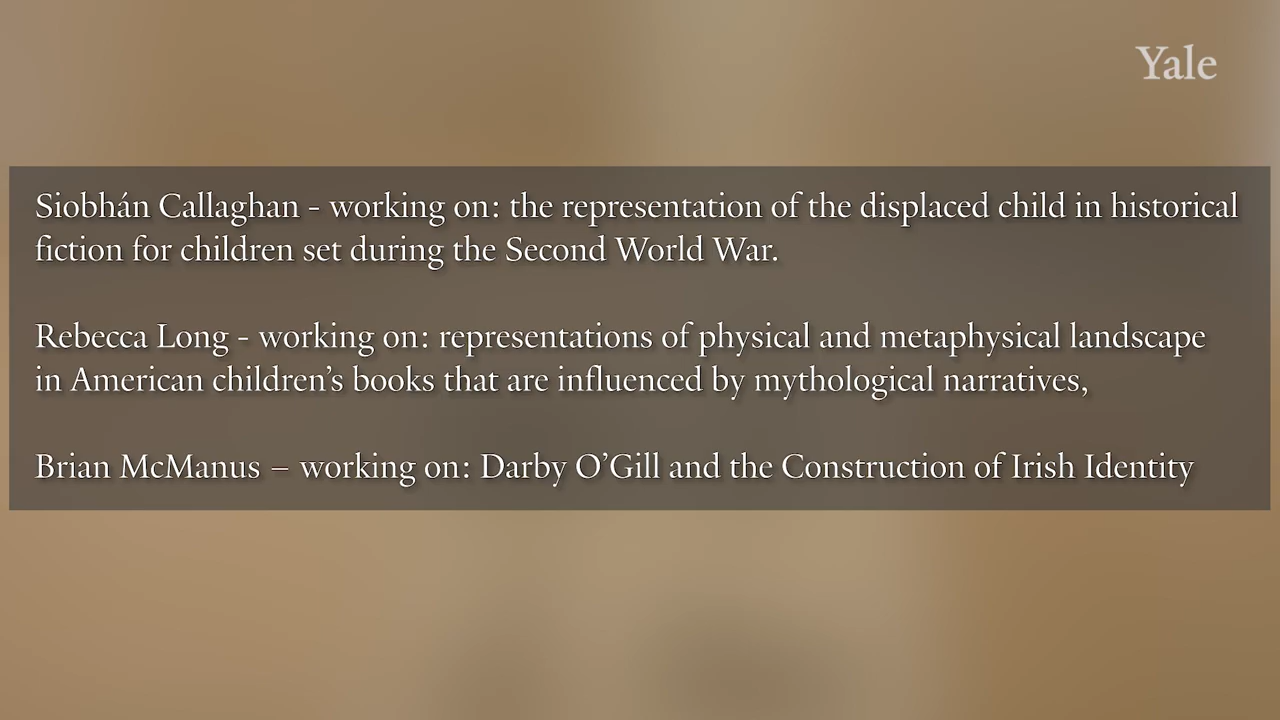 Yale
Siobhán Callaghan - working on: the representation of the displaced child in historical
fiction for children set during the Second World War.
Rebecca Long - working on: representations of physical and metaphysical landscape
in American children’s books that are influenced by mythological narratives,
Brian McManus – working on: Darby O’Gill and the Construction of Irish Identity